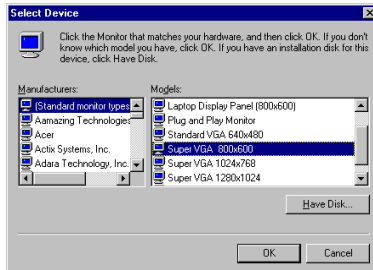 Select Device
Click the Monitor that matches your hardware, and then click OK. If you don't
know which model you have, click OK. If you have an installation disk for this
device, click Have Disk.
Manufacturers:
(Standard monitor types
Aamazing Technologies
Acer
Actix Systems, Inc.
Adara Technology, Inc.
Models:
Laptop Display Panel (800x600)
Plug and Play Monitor
Standard VGA 640x480
Super VGA 800x600
Super VGA 1024x768
Super VGA 1280x1024
Have Disk...
OK
Cancel